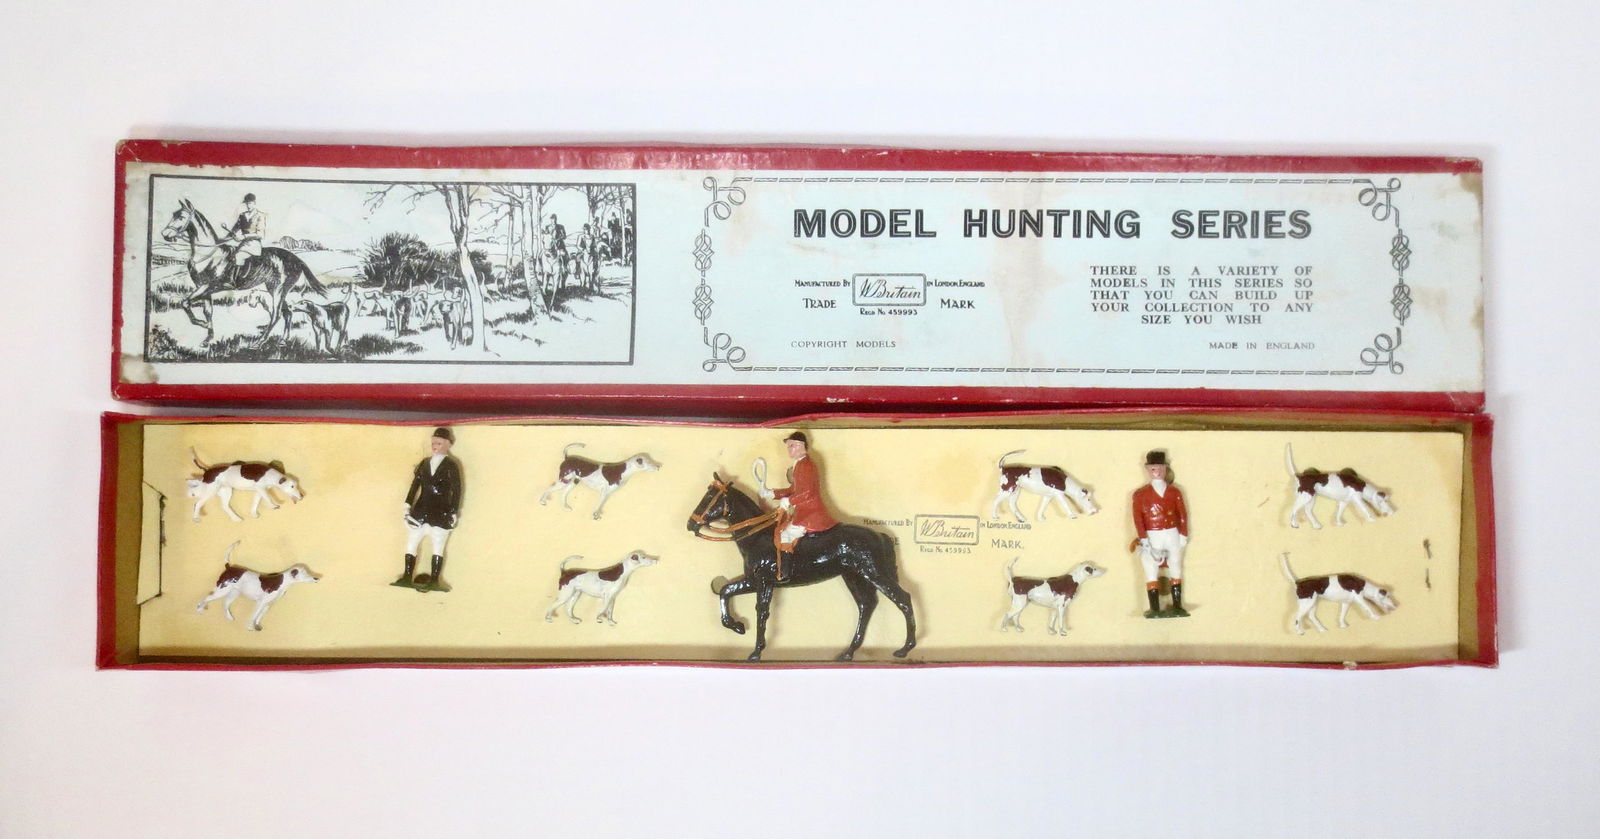 MODEL HUNTING SERIES
MANUFACTURED BY W Britain IN LONDON, ENGLAND
TRADE MARK
REGD No 459993
COPYRIGHT MODELS
THERE IS A VARIETY OF
MODELS IN THIS SERIES SO
THAT YOU CAN BUILD UP
YOUR COLLECTION TO ANY
SIZE YOU WISH
MADE IN ENGLAND
MANUFACTURED BY W Britain IN LONDON, ENGLAND
MARK
REGD No 459993